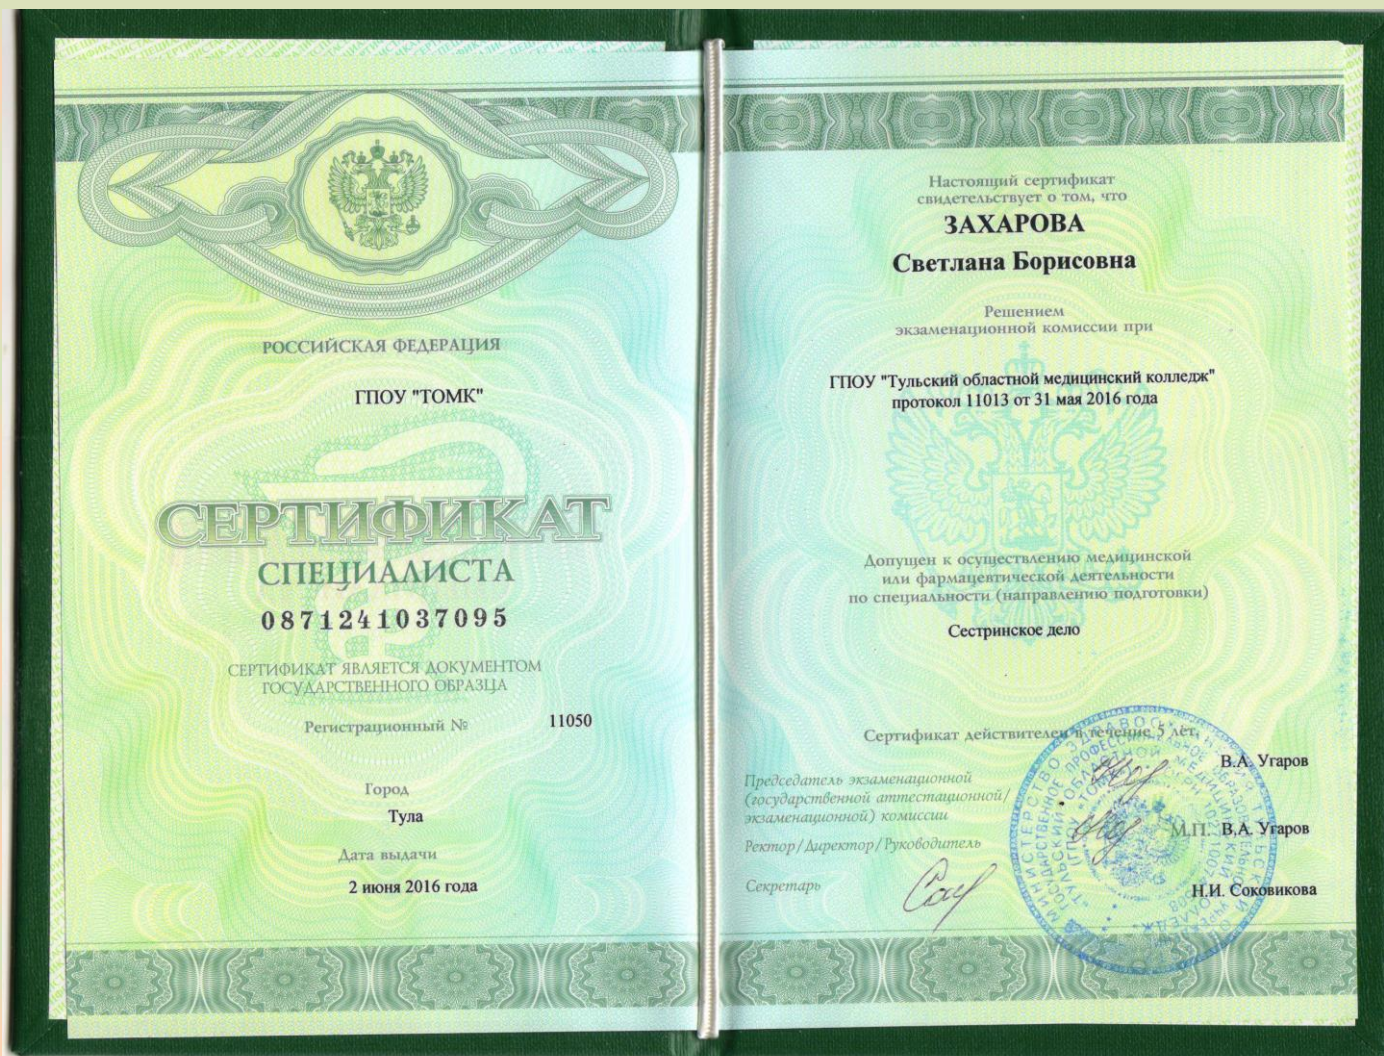 РОССИЙСКАЯ ФЕДЕРАЦИЯ
ГПОУ "ТОМК"
СЕРТИФИКАТ
СПЕЦИАЛИСТА
0871241037095
СЕРТИФИКАТ ЯВЛЯЕТСЯ ДОКУМЕНТОМ
ГОСУДАРСТВЕННОГО ОБРАЗЦА
Регистрационный № 11050
Город
Тула
Дата выдачи
2 июня 2016 года
Настоящий сертификат
свидетельствует о том, что
ЗАХАРОВА
Светлана Борисовна
Решением
экзаменационной комиссии при
ГПОУ "Тульский областной медицинский колледж"
протокол 11013 от 31 мая 2016 года
Допущен к осуществлению медицинской
или фармацевтической деятельности
по специальности (направлению подготовки)
Сестринское дело
Сертификат действителен в течение 5 лет.
В.А. Угаров
Председатель экзаменационной
(государственной аттестационной/
экзаменационной) комиссии
М.П. В.А. Угаров
Ректор/Директор/Руководитель
Секретарь
Н.И. Соковикова